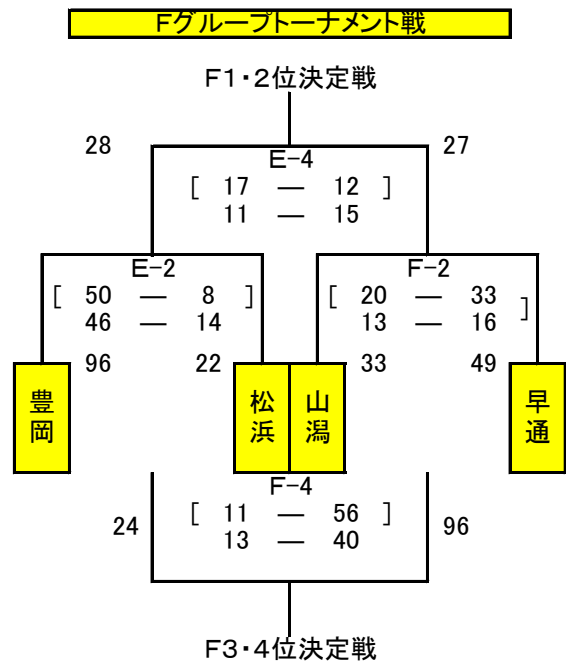 Fグループトーナメント戦
F1・2位決定戦
28 27
E-4
[ 17 — 12 ]
11 — 15
E-2 F-2
[ 50 — 8 ] [ 20 — 33 ]
46 — 14 13 — 16
96 22 33 49
豊岡 松浜 山潟 早通
F-4
[ 11 — 56 ]
24 96
13 — 40
F3・4位決定戦